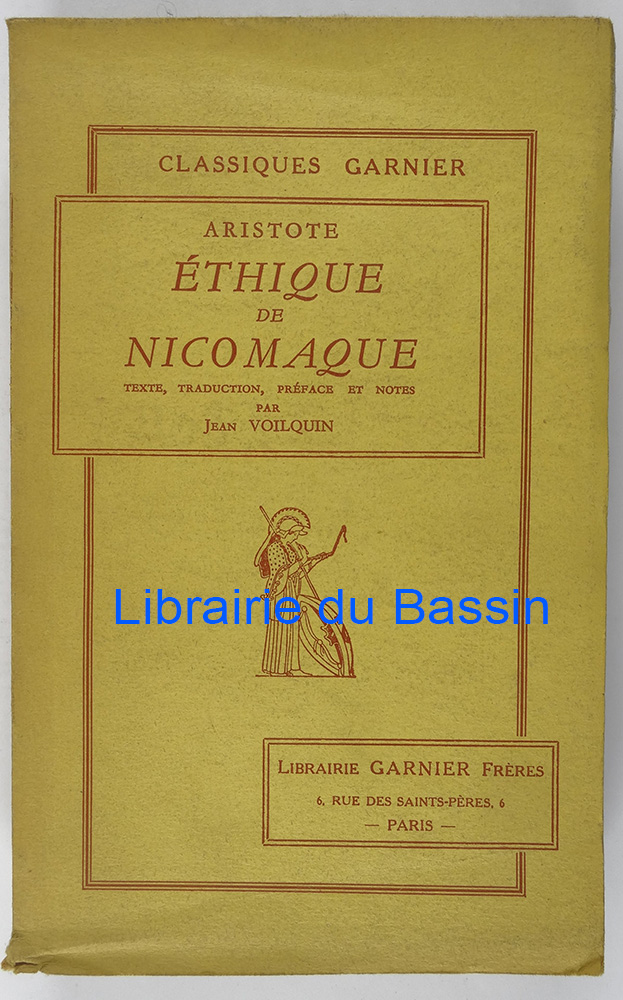 CLASSIQUES GARNIER
ARISTOTE
ÉTHIQUE
DE
NICOMAQUE
TEXTE, TRADUCTION, PRÉFACE ET NOTES
PAR
JEAN VOILQUIN
Librairie du Bassin
LIBRAIRIE GARNIER FRÈRES
6, RUE DES SAINTS-PÈRES, 6
— PARIS —